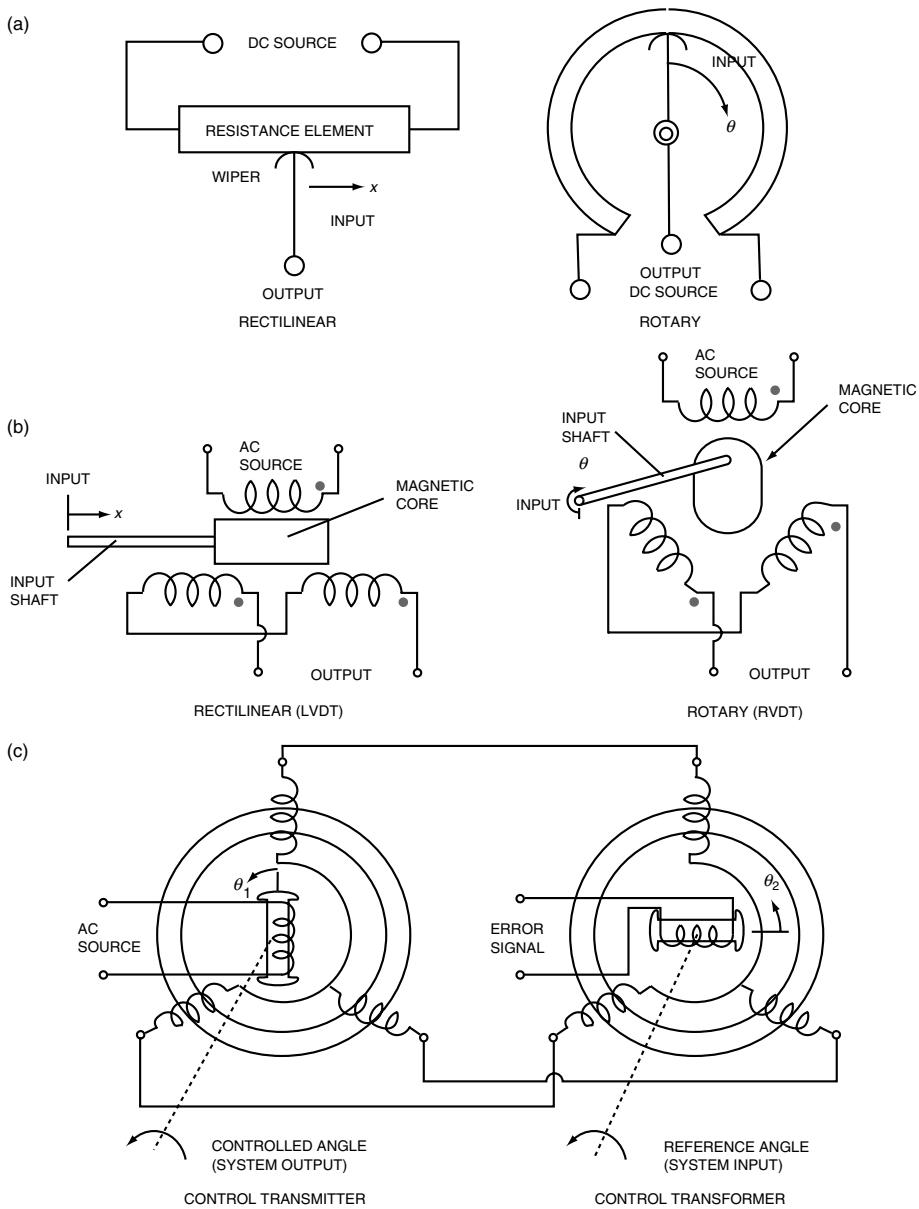 (a)
DC SOURCE
RESISTANCE ELEMENT
WIPER
x
INPUT
OUTPUT
RECTILINEAR
INPUT
θ
OUTPUT
DC SOURCE
ROTARY
(b)
INPUT
x
AC
SOURCE
MAGNETIC
CORE
INPUT
SHAFT
OUTPUT
RECTILINEAR (LVDT)
AC
SOURCE
MAGNETIC
CORE
INPUT
SHAFT
θ
INPUT
OUTPUT
ROTARY (RVDT)
(c)
θ1
AC
SOURCE
CONTROLLED ANGLE
(SYSTEM OUTPUT)
CONTROL TRANSMITTER
θ2
ERROR
SIGNAL
REFERENCE ANGLE
(SYSTEM INPUT)
CONTROL TRANSFORMER